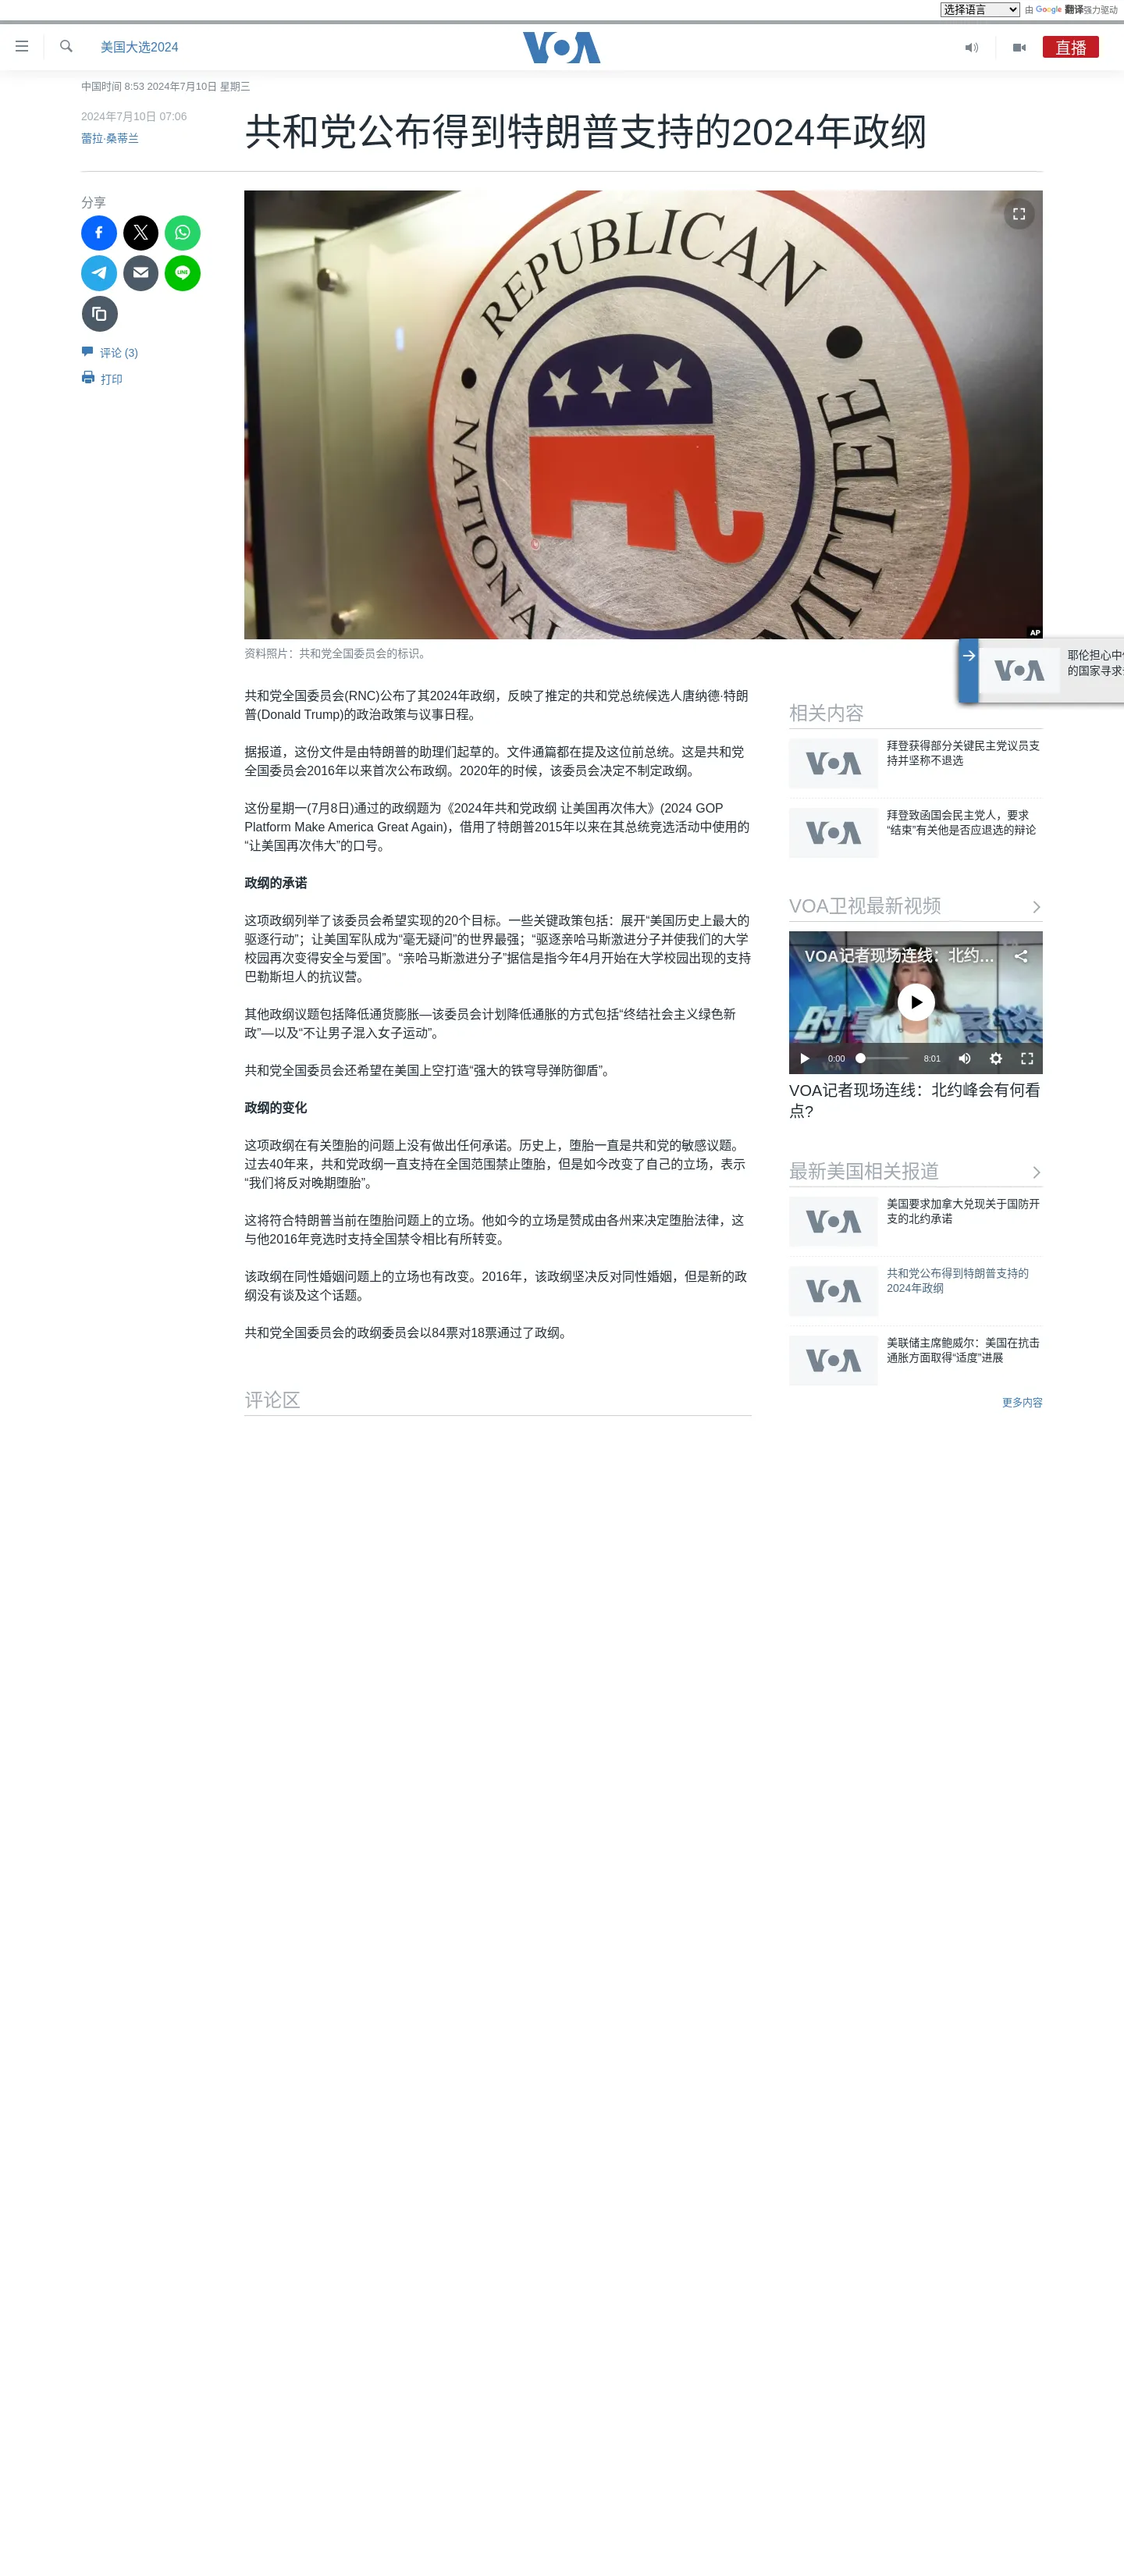 选择语言
由 Google 翻译强力驱动
美国大选2024
VOA
直播
中国时间 8:53 2024年7月10日 星期三
2024年7月10日 07:06
蕾拉·桑蒂兰
共和党公布得到特朗普支持的2024年政纲
分享
LINE
评论 (3)
打印
REPUBLICAN
NATIONAL
AP
资料照片：共和党全国委员会的标识。
耶伦担心中
的国家寻求
VOA
共和党全国委员会(RNC)公布了其2024年政纲，反映了推定的共和党总统候选人唐纳德·特朗
普(Donald Trump)的政治政策与议事日程。
据报道，这份文件是由特朗普的助理们起草的。文件通篇都在提及这位前总统。这是共和党
全国委员会2016年以来首次公布政纲。2020年的时候，该委员会决定不制定政纲。
这份星期一(7月8日)通过的政纲题为《2024年共和党政纲 让美国再次伟大》(2024 GOP
Platform Make America Great Again)，借用了特朗普2015年以来在其总统竞选活动中使用的
“让美国再次伟大”的口号。
政纲的承诺
这项政纲列举了该委员会希望实现的20个目标。一些关键政策包括：展开“美国历史上最大的
驱逐行动”；让美国军队成为“毫无疑问”的世界最强；“驱逐亲哈马斯激进分子并使我们的大学
校园再次变得安全与爱国”。“亲哈马斯激进分子”据信是指今年4月开始在大学校园出现的支持
巴勒斯坦人的抗议营。
其他政纲议题包括降低通货膨胀—该委员会计划降低通胀的方式包括“终结社会主义绿色新
政”—以及“不让男子混入女子运动”。
共和党全国委员会还希望在美国上空打造“强大的铁穹导弹防御盾”。
政纲的变化
这项政纲在有关堕胎的问题上没有做出任何承诺。历史上，堕胎一直是共和党的敏感议题。
过去40年来，共和党政纲一直支持在全国范围禁止堕胎，但是如今改变了自己的立场，表示
“我们将反对晚期堕胎”。
这将符合特朗普当前在堕胎问题上的立场。他如今的立场是赞成由各州来决定堕胎法律，这
与他2016年竞选时支持全国禁令相比有所转变。
该政纲在同性婚姻问题上的立场也有改变。2016年，该政纲坚决反对同性婚姻，但是新的政
纲没有谈及这个话题。
共和党全国委员会的政纲委员会以84票对18票通过了政纲。
评论区
相关内容
VOA
拜登获得部分关键民主党议员支
持并坚称不退选
VOA
拜登致函国会民主党人，要求
“结束”有关他是否应退选的辩论
VOA卫视最新视频
VOA记者现场连线：北约...
0:00
8:01
VOA记者现场连线：北约峰会有何看
点?
最新美国相关报道
VOA
美国要求加拿大兑现关于国防开
支的北约承诺
VOA
共和党公布得到特朗普支持的
2024年政纲
VOA
美联储主席鲍威尔：美国在抗击
通胀方面取得“适度”进展
更多内容